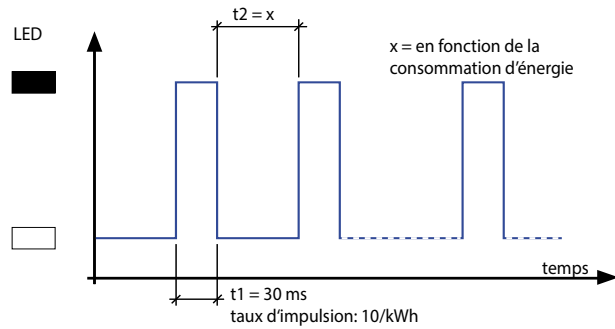 t2 = x
LED
x = en fonction de la
consommation d'énergie
temps
t1 = 30 ms
taux d'impulsion: 10/kWh